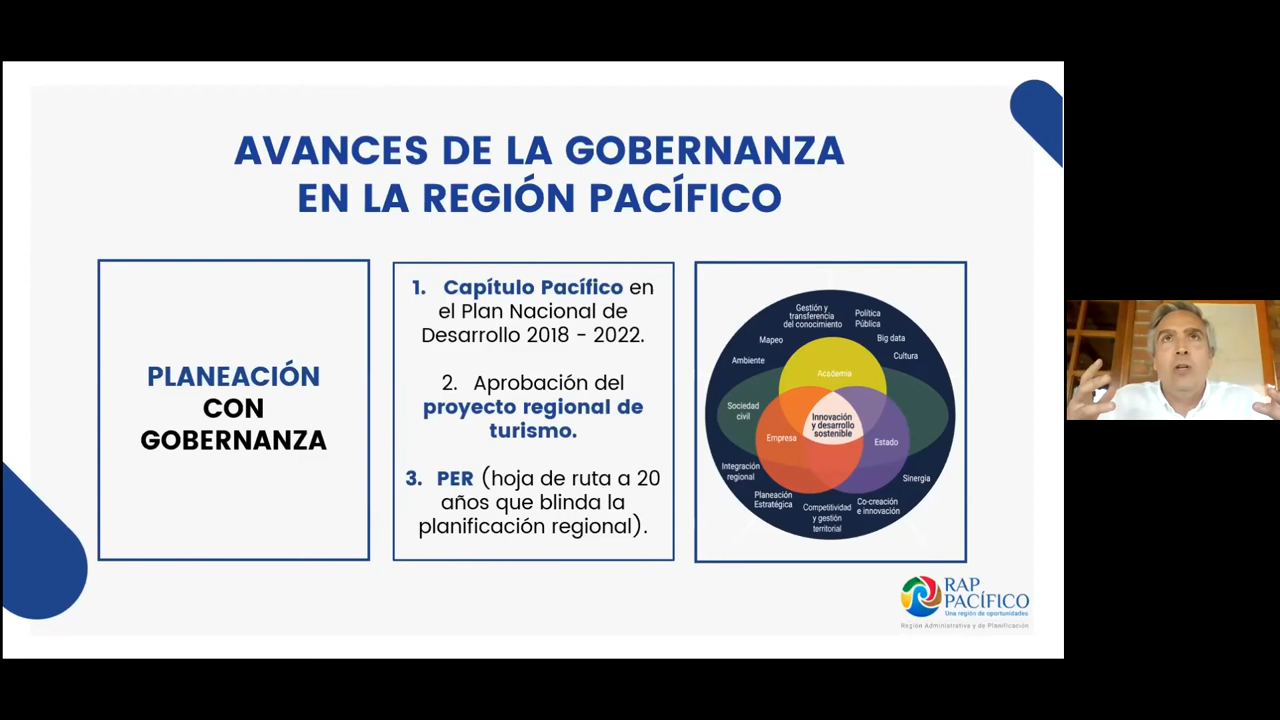 AVANCES DE LA GOBERNANZA
EN LA REGIÓN PACÍFICO
PLANEACIÓN
CON
GOBERNANZA
1. Capítulo Pacífico en
el Plan Nacional de
Desarrollo 2018 - 2022.
2. Aprobación del
proyecto regional de
turismo.
3. PER (hoja de ruta a 20
años que blinda la
planificación regional).
Gestión y
transferencia
del conocimiento
Política
Pública
Mapeo
Big data
Ambiente
Cultura
Academia
Sociedad
civil
Innovación
y desarrollo
sostenible
Empresa
Estado
Integración
regional
Sinergia
Planeación
Estratégica
Competitividad
y gestión
territorial
Co-creación
e innovación
RAP
PACÍFICO
Una región de oportunidades
Región Administrativa y de Planificación